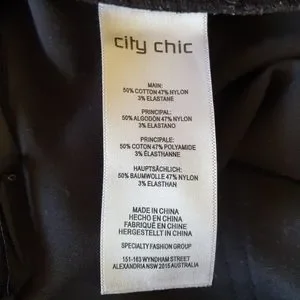 city chic
MAIN:
50% COTTON 47% NYLON
3% ELASTANE
PRINCIPAL:
50% ALGODÓN 47% NYLON
3% ELASTANO
PRINCIPALE:
50% COTON 47% POLYAMIDE
3% ÉLASTHANNE
HAUPTSÄCHLICH:
50% BAUMWOLLE 47% NYLON
3% ELASTHAN
MADE IN CHINA
HECHO EN CHINA
FABRIQUÉ EN CHINE
HERGESTELLT IN CHINA
SPECIALTY FASHION GROUP
151-163 WYNDHAM STREET
ALEXANDRIA NSW 2015 AUSTRALIA